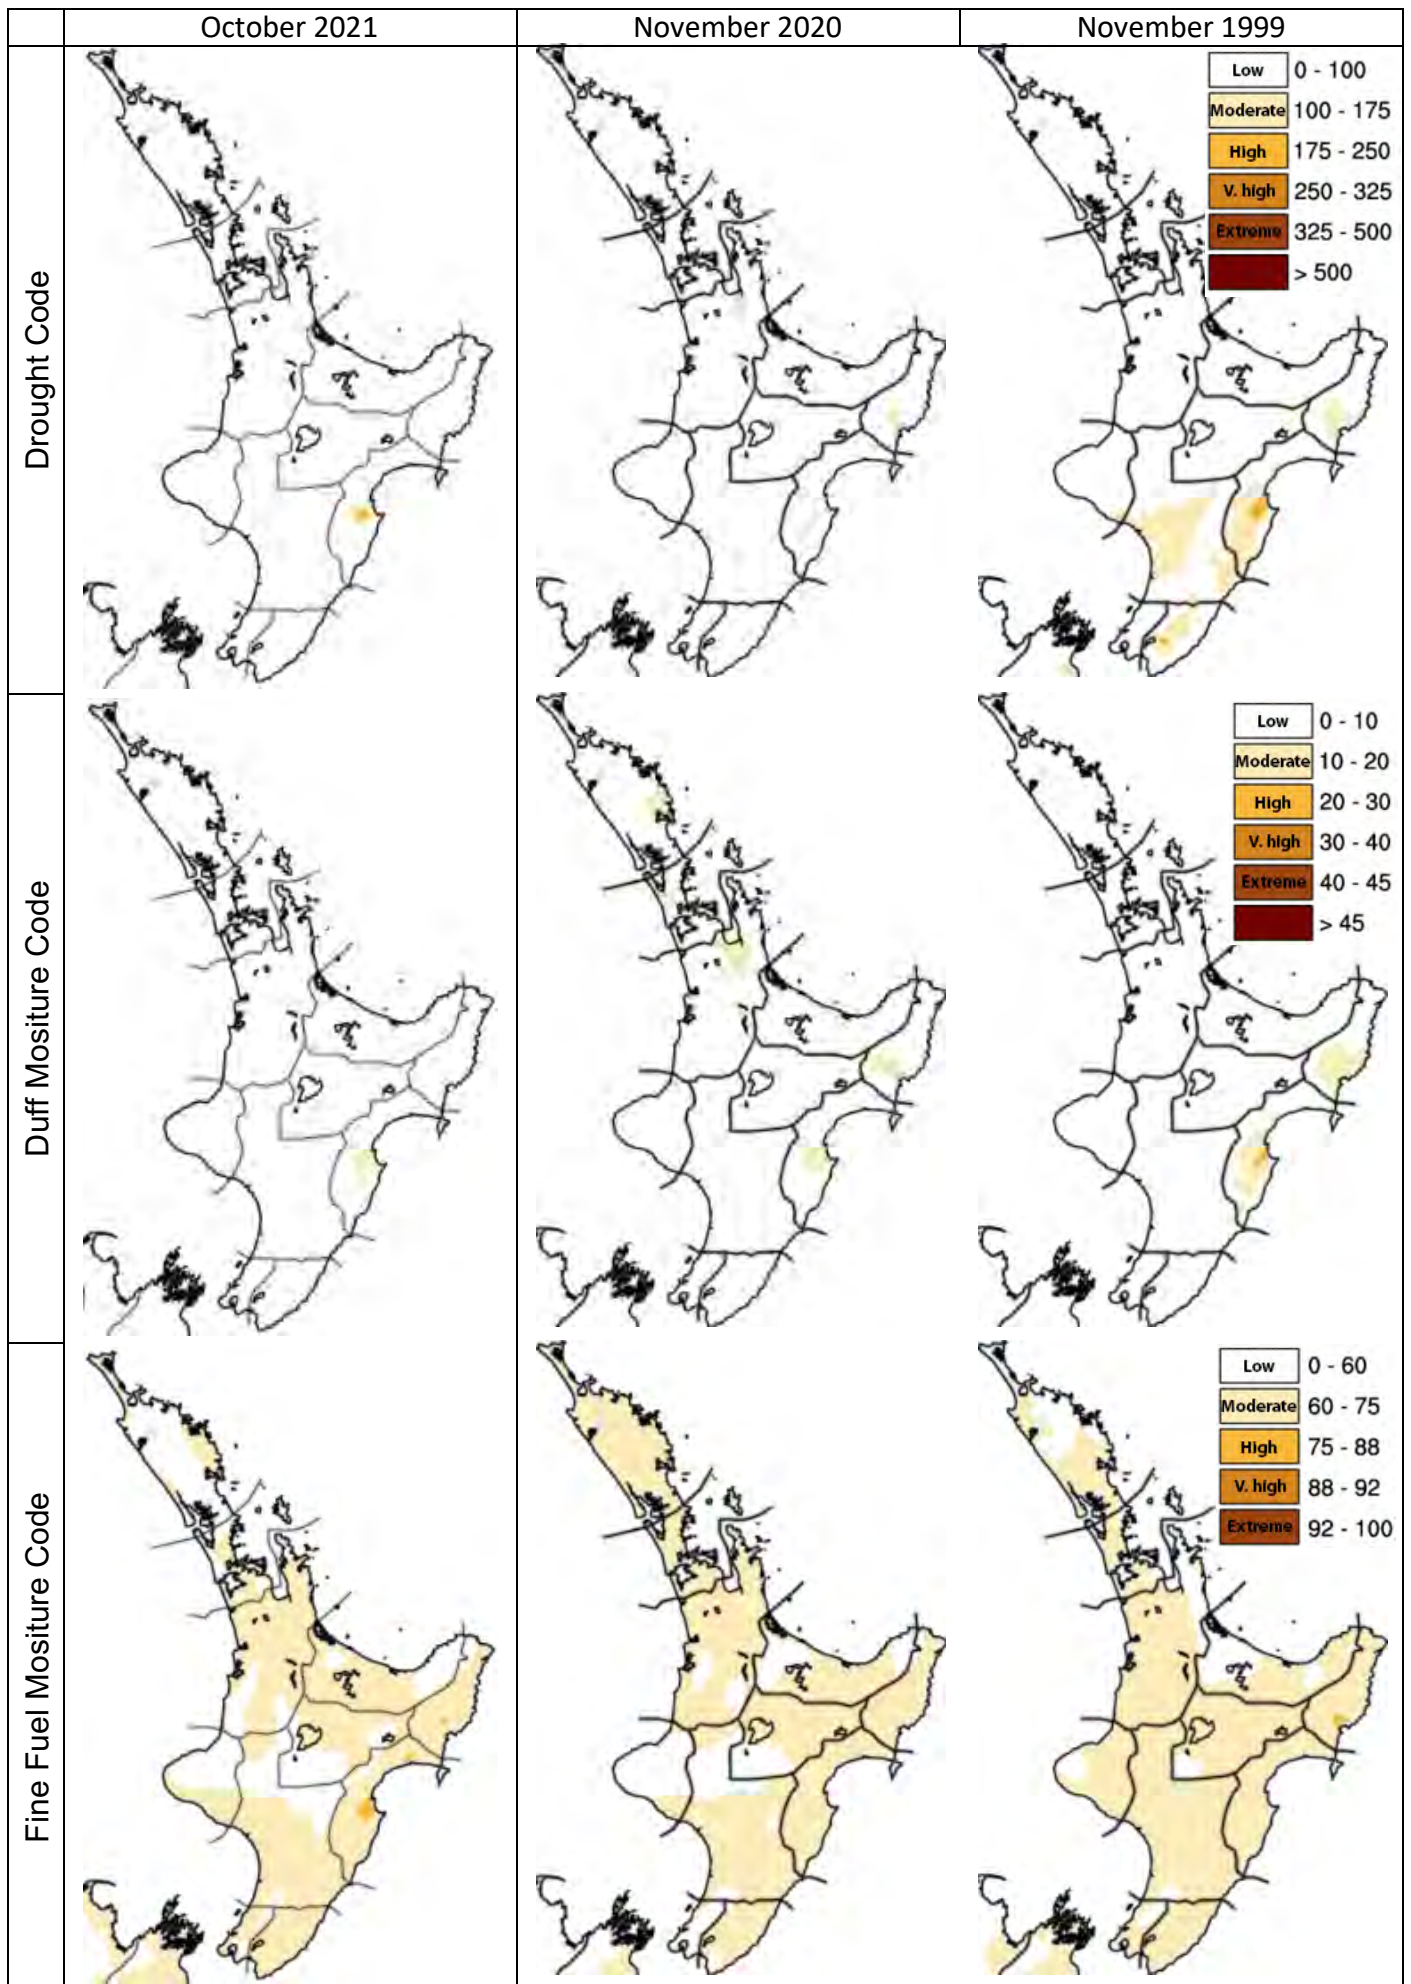 October 2021
November 2020
November 1999
Drought Code
Low 0 - 100
Moderate 100 - 175
High 175 - 250
V. high 250 - 325
Extreme 325 - 500
> 500
Duff Mositure Code
Low 0 - 10
Moderate 10 - 20
High 20 - 30
V. high 30 - 40
Extreme 40 - 45
> 45
Fine Fuel Mositure Code
Low 0 - 60
Moderate 60 - 75
High 75 - 88
V. high 88 - 92
Extreme 92 - 100